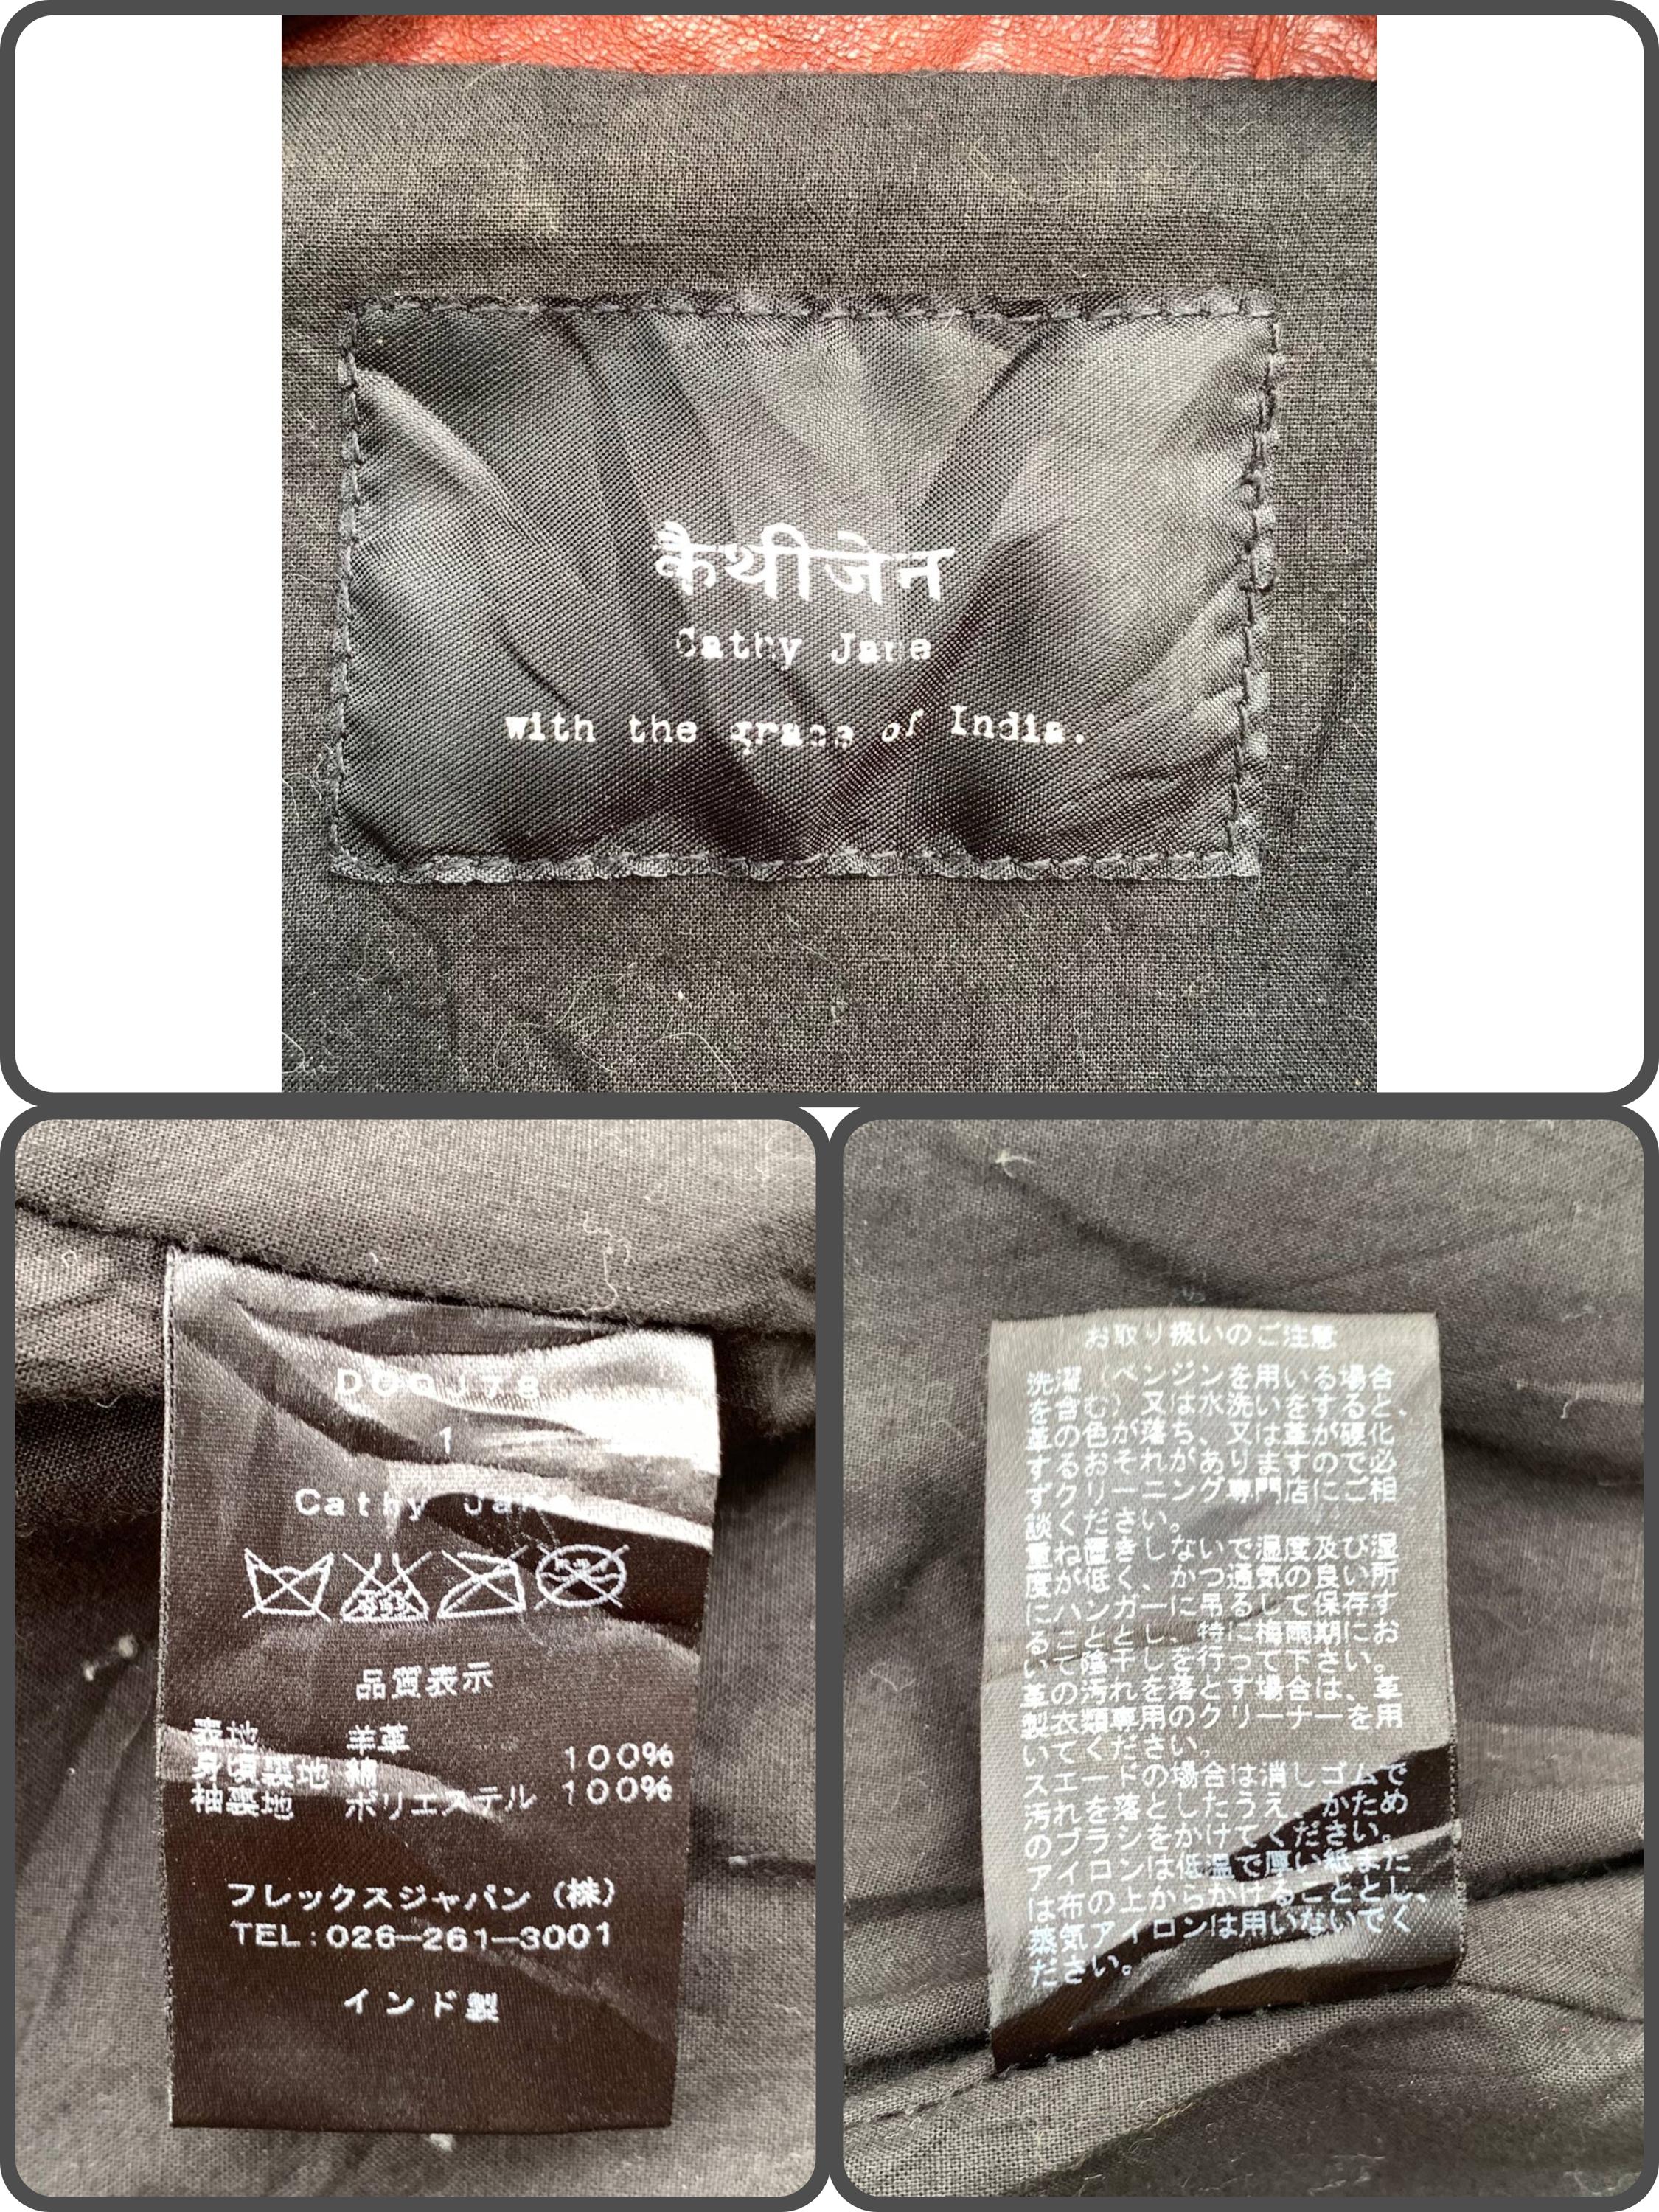 कैथीजेन
Cathy Jane
with the grace of India.
1
Cathy Jane
品質表示
表地 羊革
身頃裏地 綿 100%
袖裏地 ポリエステル 100%
フレックスジャパン（株）
TEL:026-261-3001
インド製
お取り扱いのご注意
洗濯（ベンジンを用いる場合
を含む）又は水洗いをすると、
革の色が落ち、又は革が硬化
するおそれがありますので必
ずクリーニング専門店にご相
談ください。
重ね置きしないで温度及び湿
度が低く、かつ通気の良い所
にハンガーに吊るして保存す
ることとし、特に梅雨期にお
いて陰干しを行って下さい。
革の汚れを落とす場合は、革
製衣類専用のクリーナーを用
いてください。
スエードの場合は消しゴムで
汚れを落としたうえ、かため
のブラシをかけてください。
アイロンは低温で厚い紙また
は布の上からかけることとし、
蒸気アイロンは用いないでく
ださい。